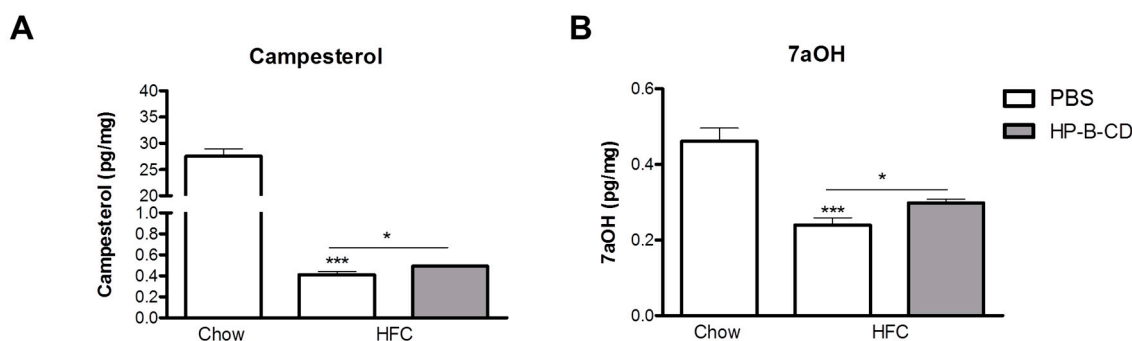 A
Campesterol
Campesterol (pg/mg)
40
35
30
25
20
1.0
0.8
0.6
0.4
0.2
0.0
***
*
Chow
HFC
B
7aOH
7aOH (pg/mg)
0.6
0.4
0.2
0.0
***
*
Chow
HFC
PBS
HP-B-CD